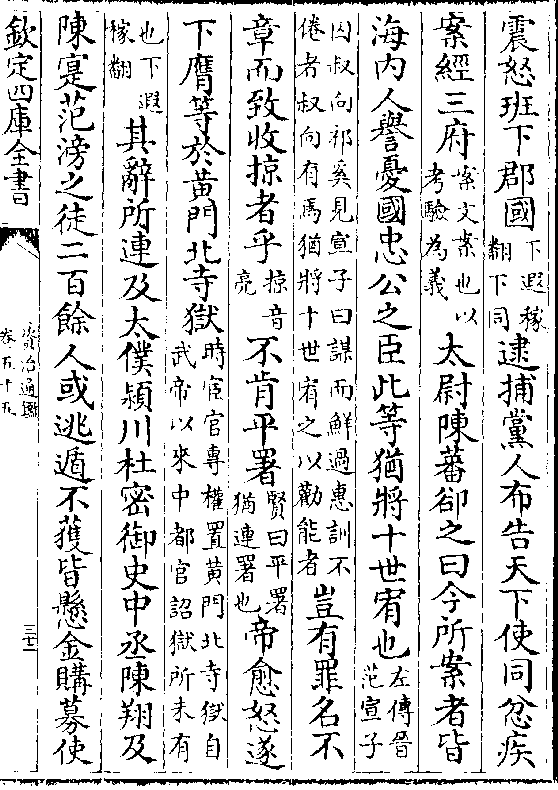 震怒班下郡國下遐稼翻下同逮捕黨人布告天下使同忿疾
案經三府案文案也以考驗為義太尉陳蕃卻之曰今所案者皆
海内人譽憂國忠公之臣此等猶將十世宥也左傳晉范宣子
囚叔向祁奚見宣子曰謀而鮮過惠訓不倦者叔向有焉猶將十世宥之以勸能者豈有罪名不
章而致收掠者乎掠音亮不肯平署賢曰平署猶連署也帝愈怒遂
下膺等於黄門北寺獄時宦官專權置黄門北寺獄自武帝以來中都官詔獄所未有
也下遐稼翻其辭所連及太僕潁川杜密御史中丞陳翔及
陳寔范滂之徒二百餘人或逃遁不獲皆懸金購募使
欽定四庫全書
資治通鑑
卷五十五
三十二